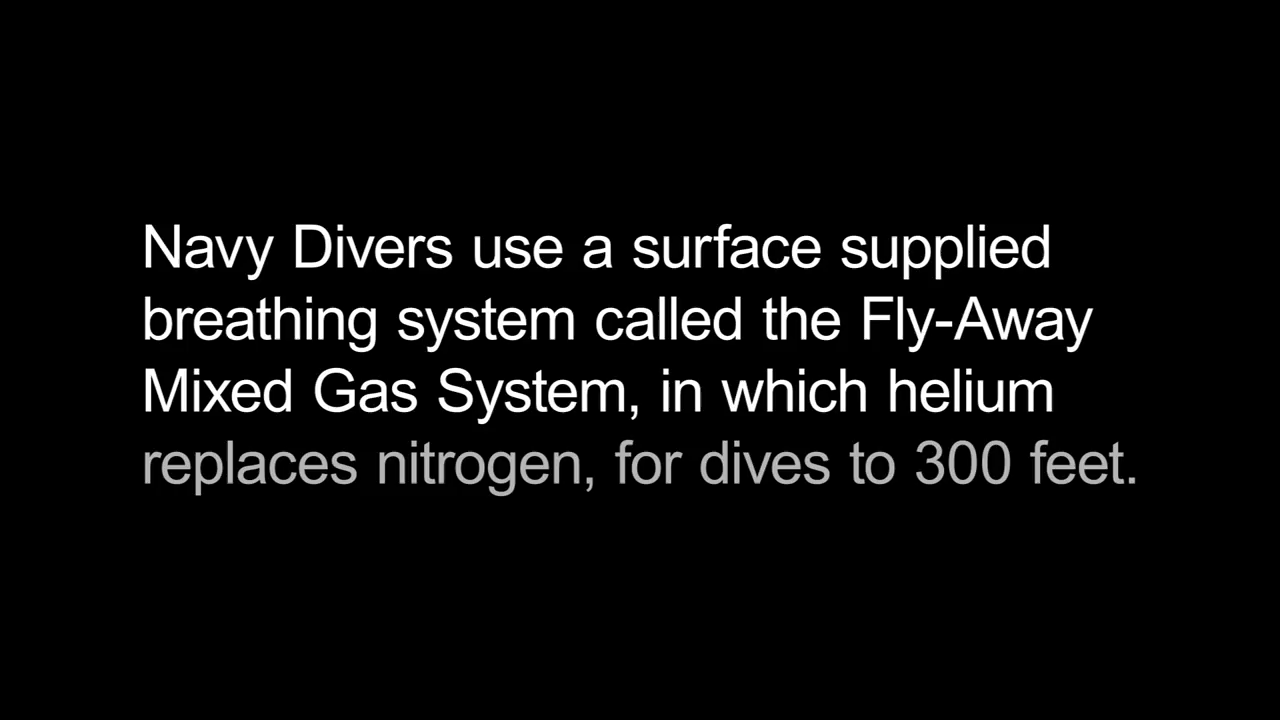 Navy Divers use a surface supplied
breathing system called the Fly-Away
Mixed Gas System, in which helium
replaces nitrogen, for dives to 300 feet.